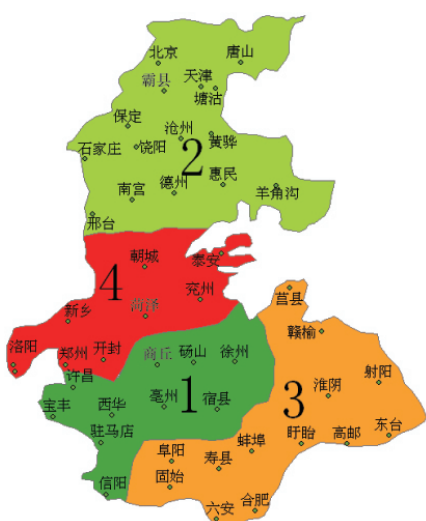 北京
唐山
霸县
天津
塘沽
保定
沧州
黄骅
石家庄
饶阳
2
惠民
德州
南宫
羊角沟
邢台
朝城
泰安
4
兖州
莒县
菏泽
新乡
赣榆
洛阳
郑州
开封
商丘
砀山
徐州
许昌
射阳
淮阴
宝丰
西华
亳州
1
宿县
3
驻马店
东台
阜阳
寿县
蚌埠
盱眙
高邮
信阳
固始
六安
合肥